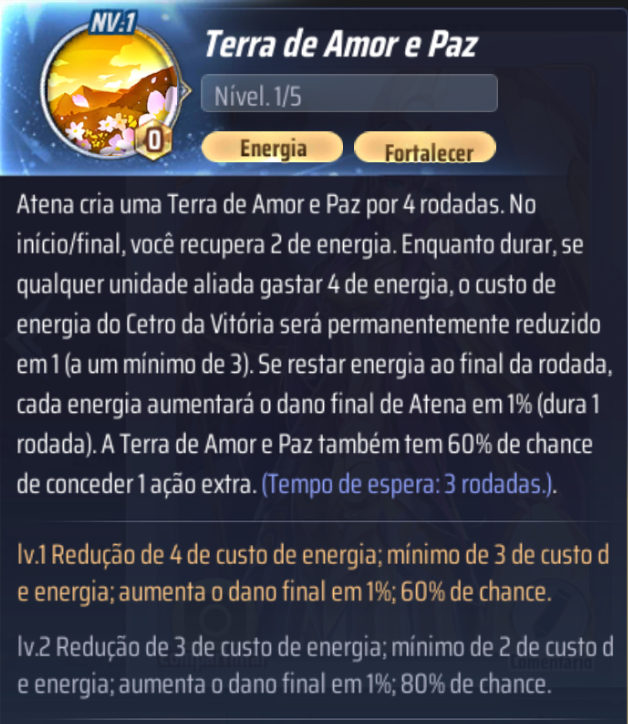 NV.1
Terra de Amor e Paz
Nível. 1/5
0
Energia
Fortalecer
Atena cria uma Terra de Amor e Paz por 4 rodadas. No
início/final, você recupera 2 de energia. Enquanto durar, se
qualquer unidade aliada gastar 4 de energia, o custo de
energia do Cetro da Vitória será permanentemente reduzido
em 1 (a um mínimo de 3). Se restar energia ao final da rodada,
cada energia aumentará o dano final de Atena em 1% (dura 1
rodada). A Terra de Amor e Paz também tem 60% de chance
de conceder 1 ação extra. (Tempo de espera: 3 rodadas.).
lv.1 Redução de 4 de custo de energia; mínimo de 3 de custo d
e energia; aumenta o dano final em 1%; 60% de chance.
lv.2 Redução de 3 de custo de energia; mínimo de 2 de custo d
e energia; aumenta o dano final em 1%; 80% de chance.
Compartilhar
Comentário